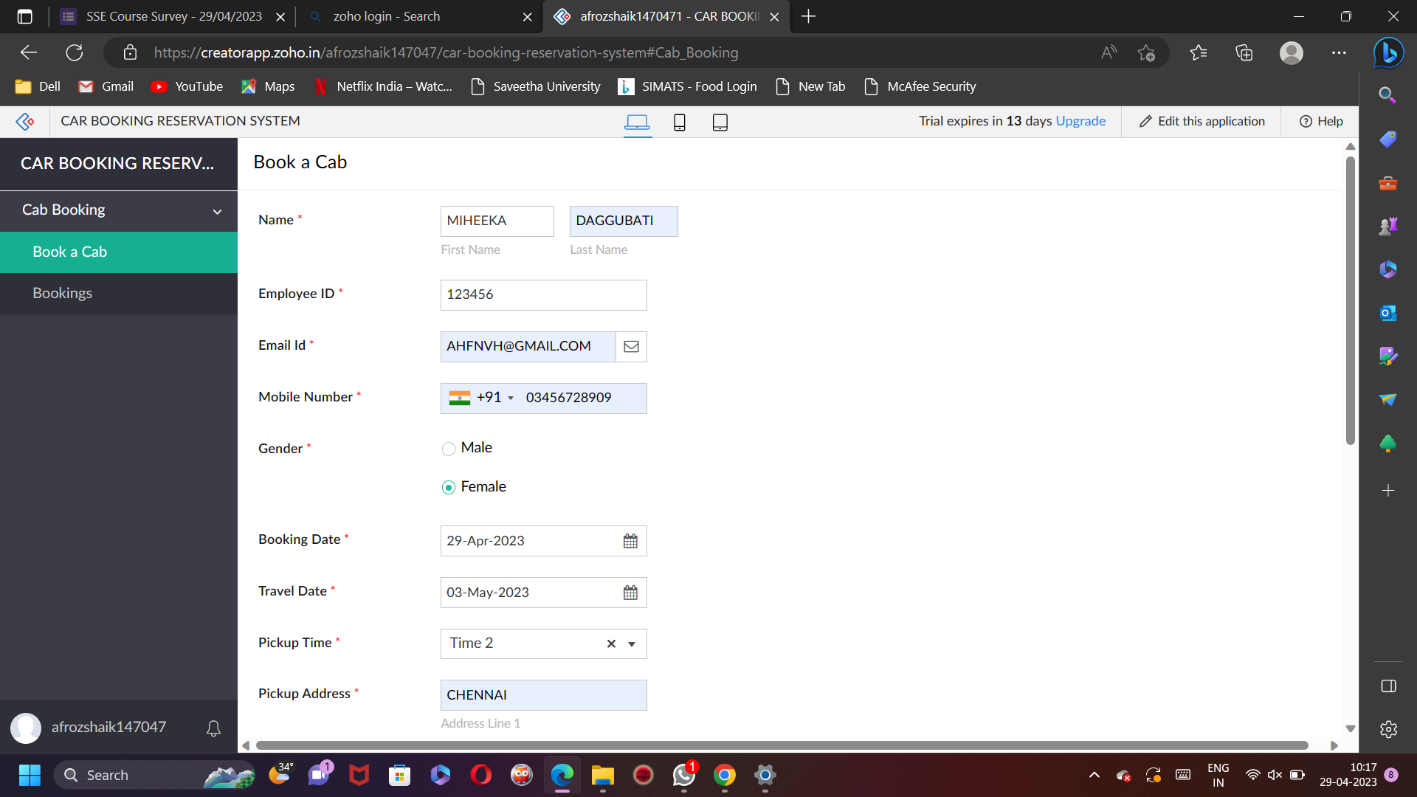 SSE Course Survey - 29/04/2023
zoho login - Search
afrozshaik1470471 - CAR BOOKI
https://creatorapp.zoho.in/afrozshaik147047/car-booking-reservation-system#Cab_Booking
Dell
Gmail
YouTube
Maps
Netflix India – Watc...
Saveetha University
SIMATS - Food Login
New Tab
McAfee Security
CAR BOOKING RESERVATION SYSTEM
Trial expires in 13 days Upgrade
Edit this application
Help
CAR BOOKING RESERV...
Cab Booking
Book a Cab
Bookings
afrozshaik147047
Book a Cab
Name *
MIHEEKA
DAGGUBATI
First Name
Last Name
Employee ID *
123456
Email Id *
AHFNVH@GMAIL.COM
Mobile Number *
+91 03456728909
Gender *
Male
Female
Booking Date *
29-Apr-2023
Travel Date *
03-May-2023
Pickup Time *
Time 2
Pickup Address *
CHENNAI
Address Line 1
Search
34°
1
1
ENG
IN
10:17
29-04-2023
8